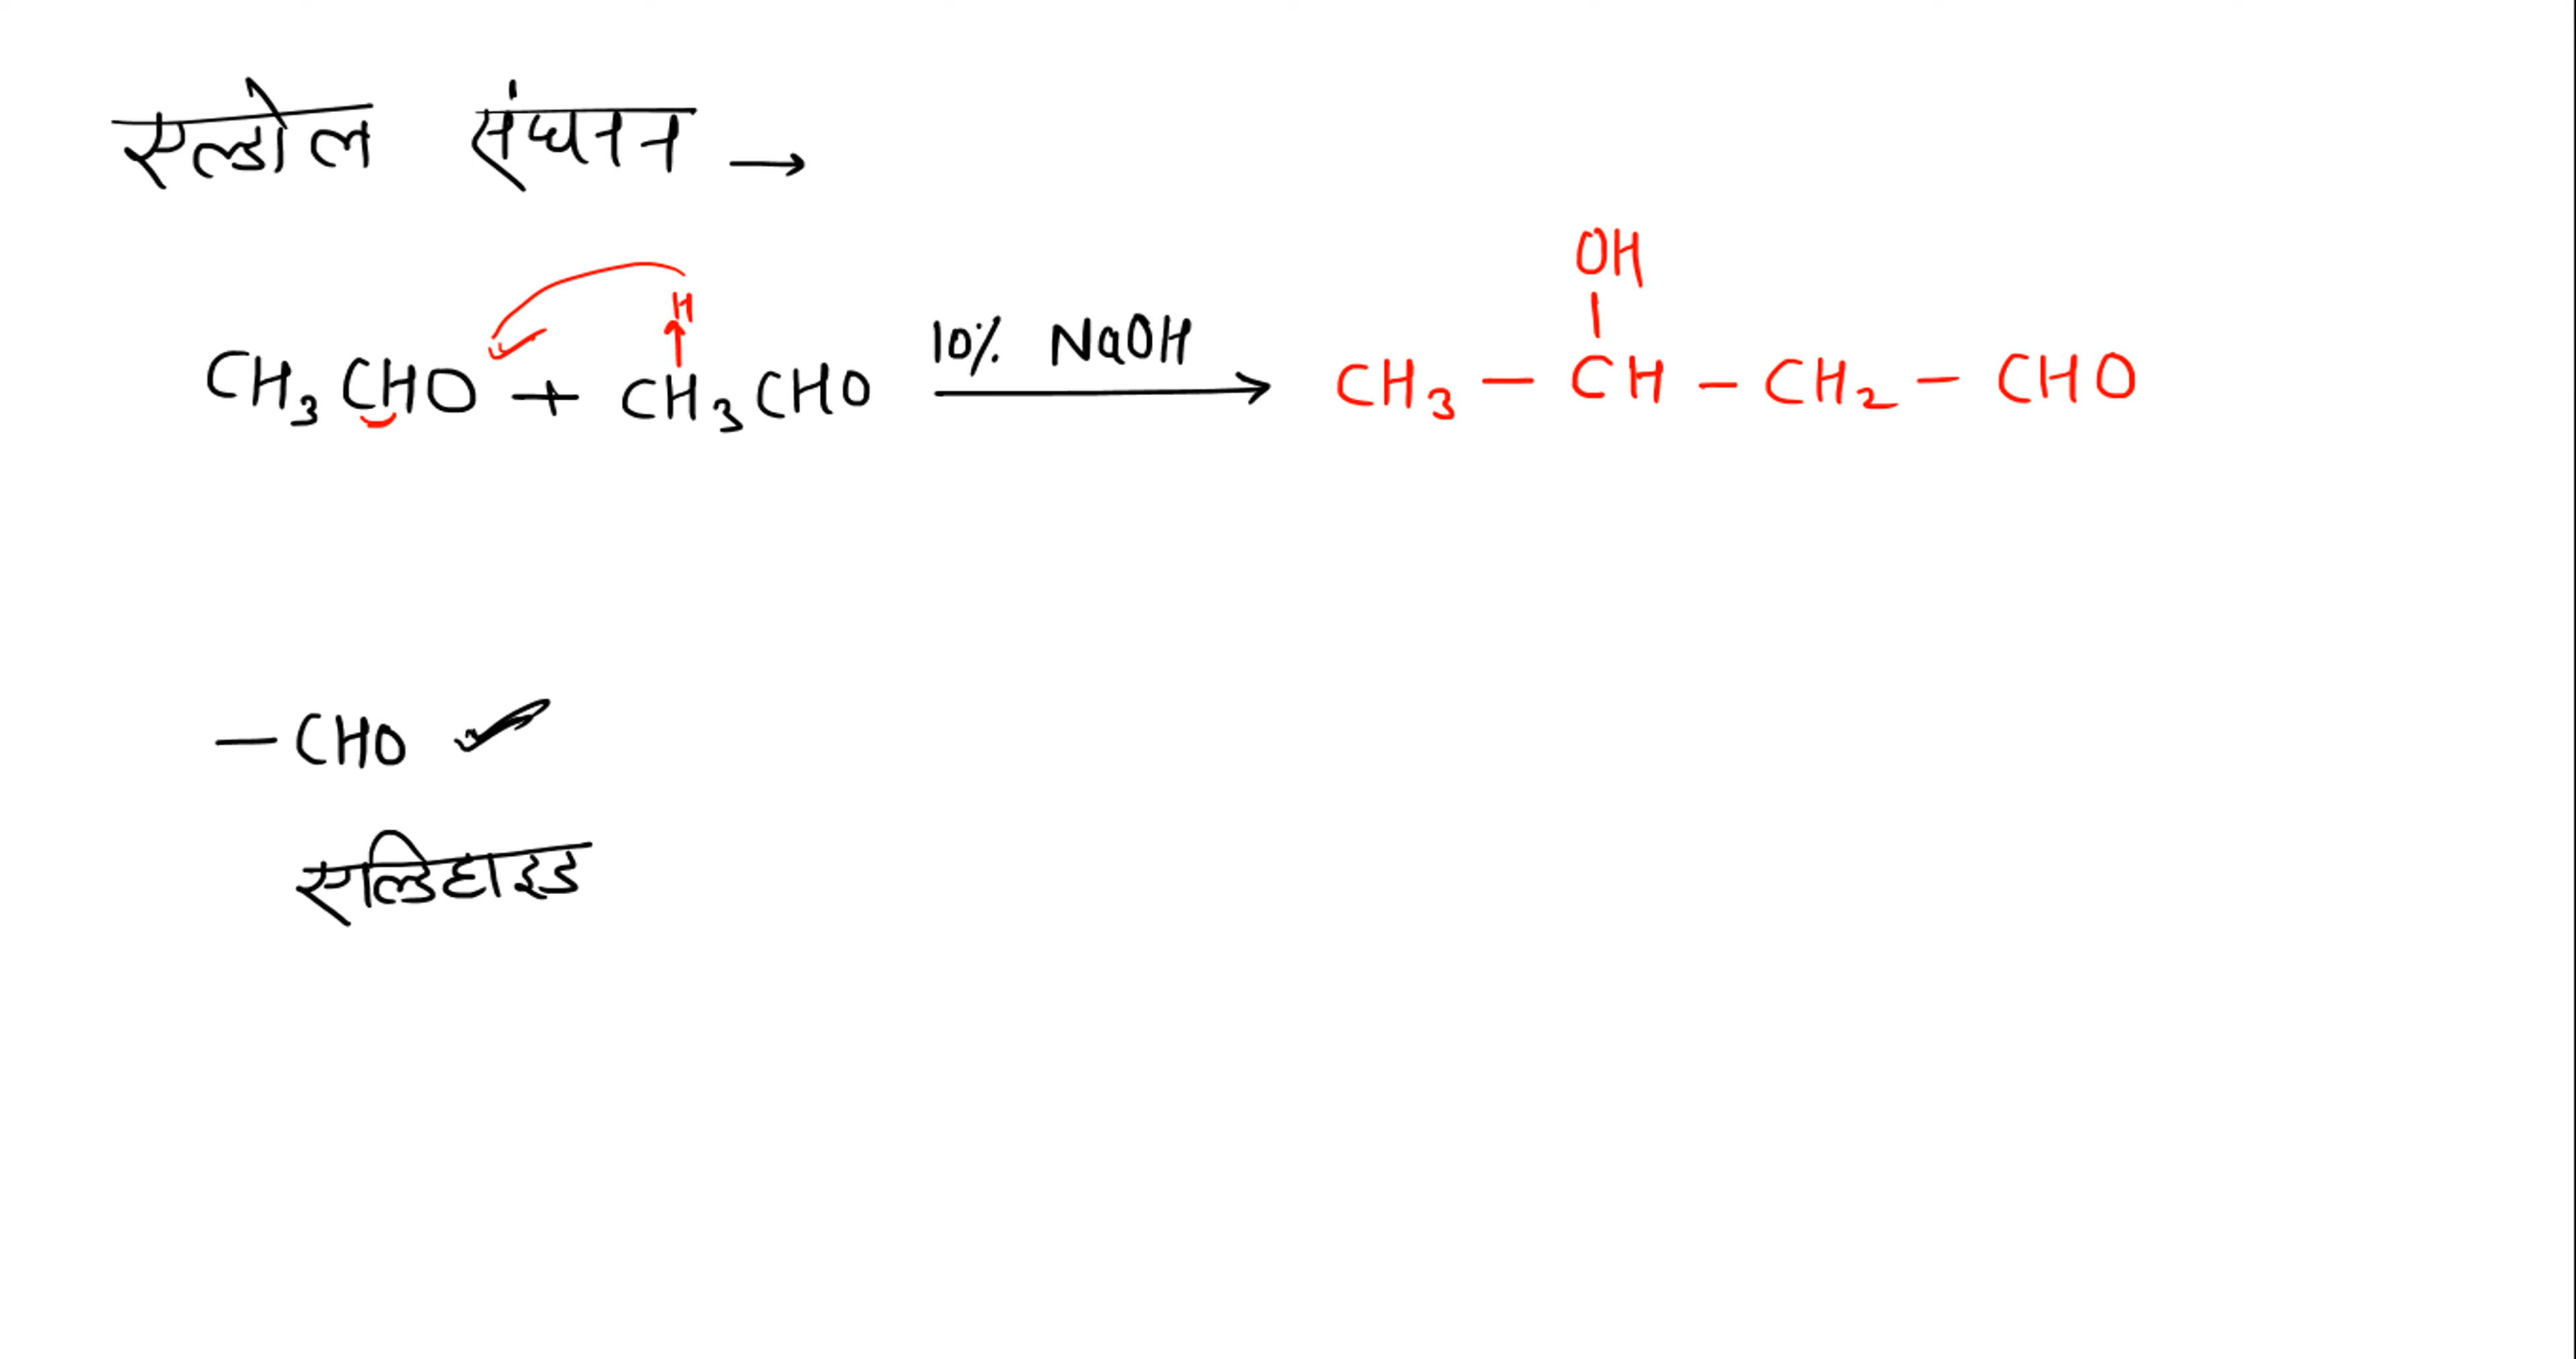 एल्डोल संघनन →
OH
H
CH₃CHO + CH₃CHO 10% NaOH → CH₃ – CH – CH₂ – CHO
– CHO
एल्डिहाइड